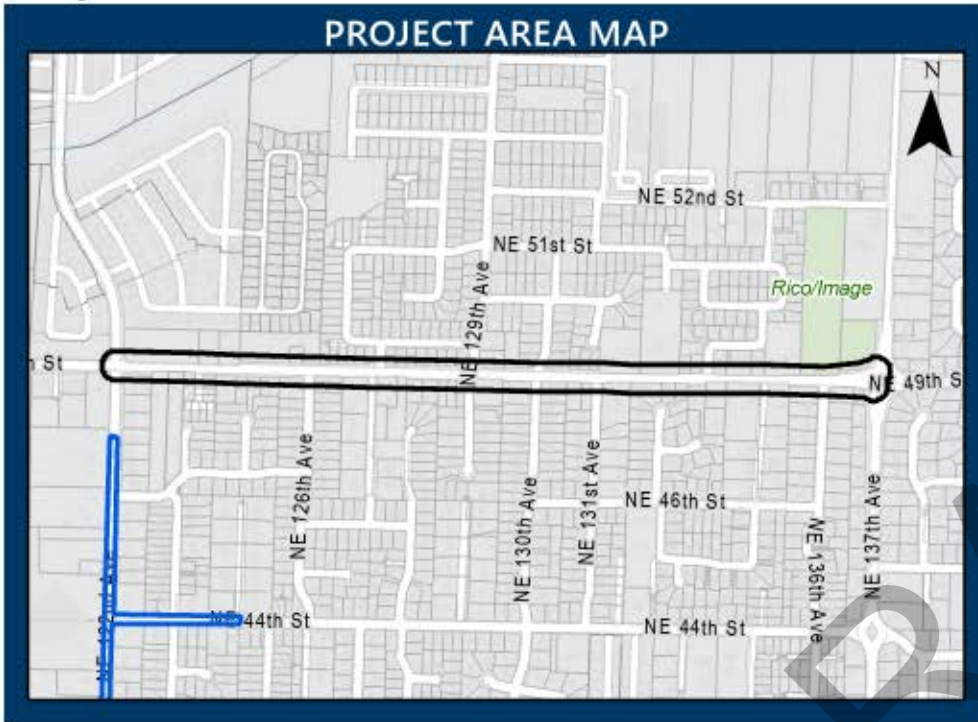 PROJECT AREA MAP
N
NE 52nd St
NE 51st St
NE 129th Ave
Rico/Image
St
NE 49th S
NE 126th Ave
NE 130th Ave
NE 131st Ave
NE 46th St
NE 136th Ave
NE 137th Ave
44th St
NE 44th St